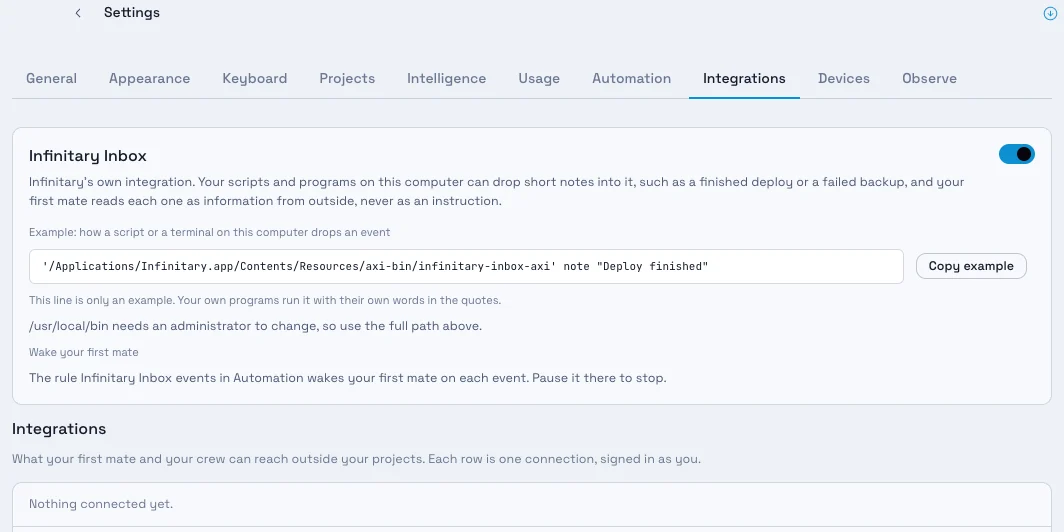 Settings
General Appearance Keyboard Projects Intelligence Usage Automation Integrations Devices Observe
Infinitary Inbox
Infinitary's own integration. Your scripts and programs on this computer can drop short notes into it, such as a finished deploy or a failed backup, and your
first mate reads each one as information from outside, never as an instruction.
Example: how a script or a terminal on this computer drops an event
'/Applications/Infinitary.app/Contents/Resources/axi-bin/infinitary-inbox-axi' note "Deploy finished"
Copy example
This line is only an example. Your own programs run it with their own words in the quotes.
/usr/local/bin needs an administrator to change, so use the full path above.
Wake your first mate
The rule Infinitary Inbox events in Automation wakes your first mate on each event. Pause it there to stop.
Integrations
What your first mate and your crew can reach outside your projects. Each row is one connection, signed in as you.
Nothing connected yet.